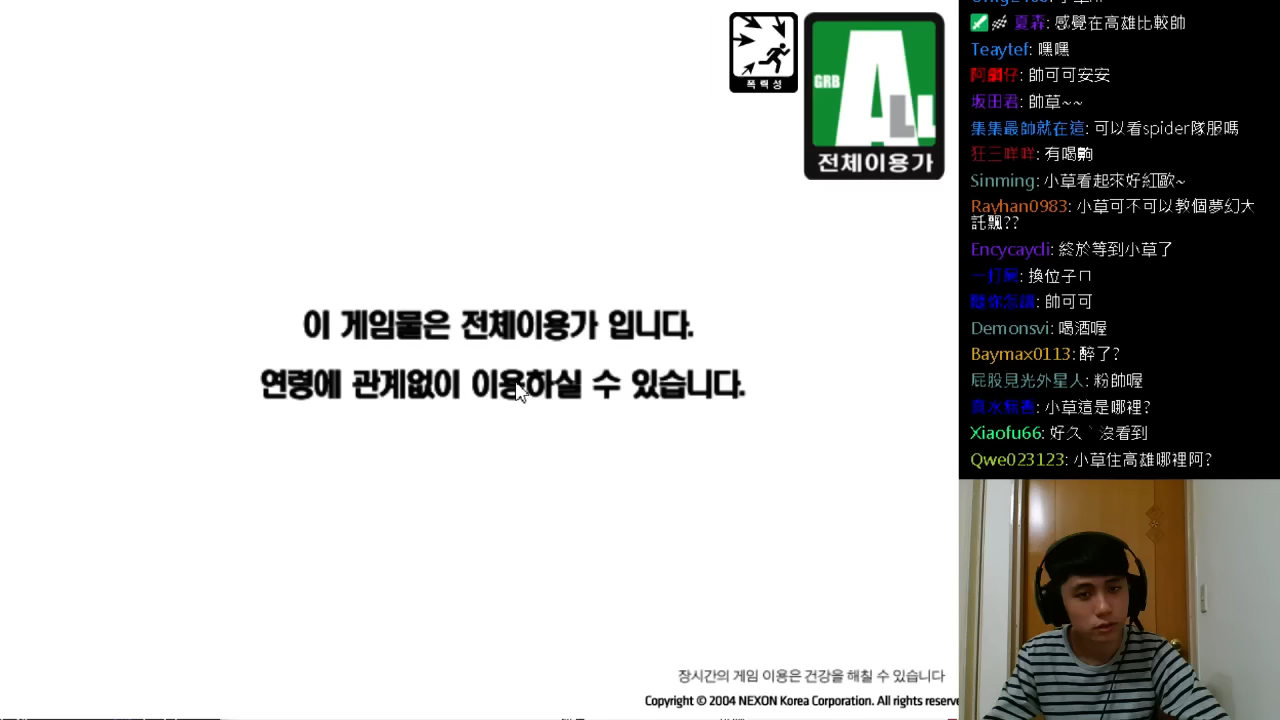 폭력성
GRB
ALL
전체이용가
이 게임물은 전체이용가 입니다.
연령에 관계없이 이용하실 수 있습니다.
장시간의 게임 이용은 건강을 해칠 수 있습니다
Copyright © 2004 NEXON Korea Corporation. All rights reserve
夏森: 感覺在高雄比較帥
Teaytef: 嘿嘿
阿麟仔: 帥可可安安
坂田君: 帥草~~
集集最帥就在這: 可以看spider隊服嗎
狂三咩咩: 有喝齁
Sinming: 小草看起來好紅歐~
Rayhan0983: 小草可不可以教個夢幻大
託飄??
Encycaycli: 終於等到小草了
換位子ㄇ
帥可可
Demonsvi: 喝酒喔
Baymax0113: 醉了?
屁股見光外星人: 粉帥喔
小草這是哪裡?
Xiaofu66: 好久ˋ沒看到
Qwe023123: 小草住高雄哪裡阿?